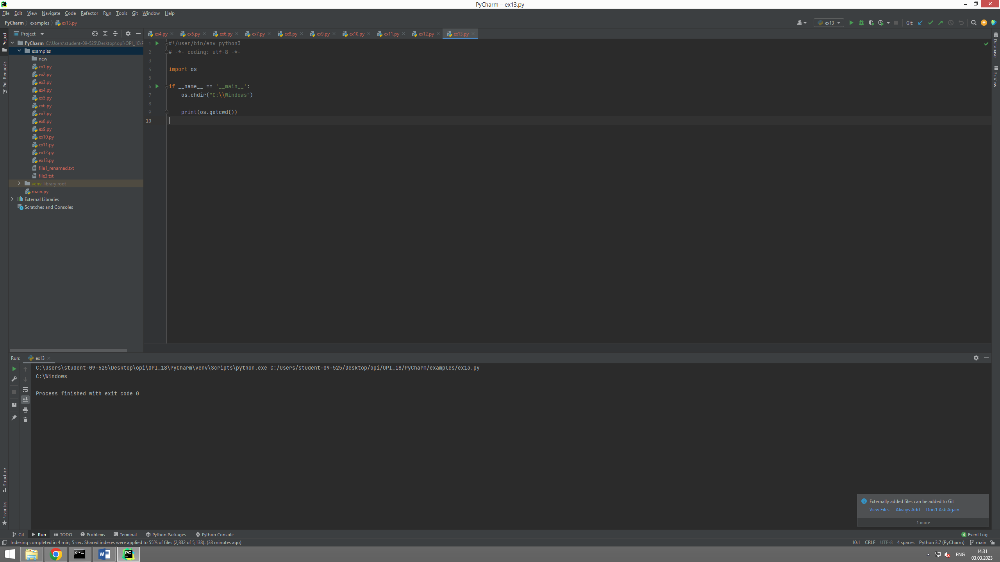 PyCharm – ex13.py
File Edit View Navigate Code Refactor Run Tools Git Window Help
PyCharm examples ex13.py
ex13 Git:
Project
ex4.py ex5.py ex6.py ex7.py ex8.py ex9.py ex10.py ex11.py ex12.py ex13.py
Project
Pull Requests
Structure
Favorites
PyCharm C:\Users\student-09-525\Desktop\opi\OPI_18\P
examples
new
ex1.py
ex2.py
ex3.py
ex4.py
ex5.py
ex6.py
ex7.py
ex8.py
ex9.py
ex10.py
ex11.py
ex12.py
ex13.py
file1_renamed.txt
file3.txt
venv library root
main.py
External Libraries
Scratches and Consoles
1 #!/user/bin/env python3
2 # -*- coding: utf-8 -*-
3
4 import os
5
6 if __name__ == '__main__':
7 os.chdir("C:\\Windows")
8
9 print(os.getcwd())
10
Database
SciView
Run: ex13
C:\Users\student-09-525\Desktop\opi\OPI_18\PyCharm\venv\Scripts\python.exe C:/Users/student-09-525/Desktop/opi/OPI_18/PyCharm/examples/ex13.py
C:\Windows
Process finished with exit code 0
Externally added files can be added to Git
View Files Always Add Don't Ask Again
1 more
Git Run TODO Problems Terminal Python Packages Python Console 4 Event Log
Indexing completed in 4 min, 5 sec. Shared indexes were applied to 55% of files (2,832 of 5,138). (33 minutes ago) 10:1 CRLF UTF-8 4 spaces Python 3.7 (PyCharm) main
ENG 14:31
03.03.2023